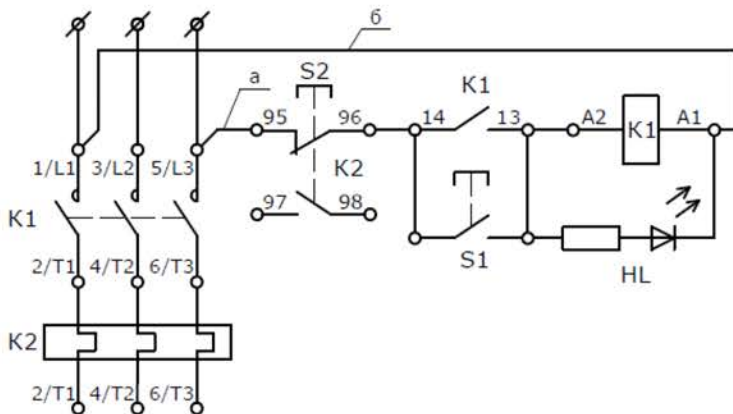 б
a S2 K1
95 96 14 13 A2 K1 A1
1/L1 3/L2 5/L3 K2
97 98
K1
S1
2/T1 4/T2 6/T3 HL
K2
2/T1 4/T2 6/T3